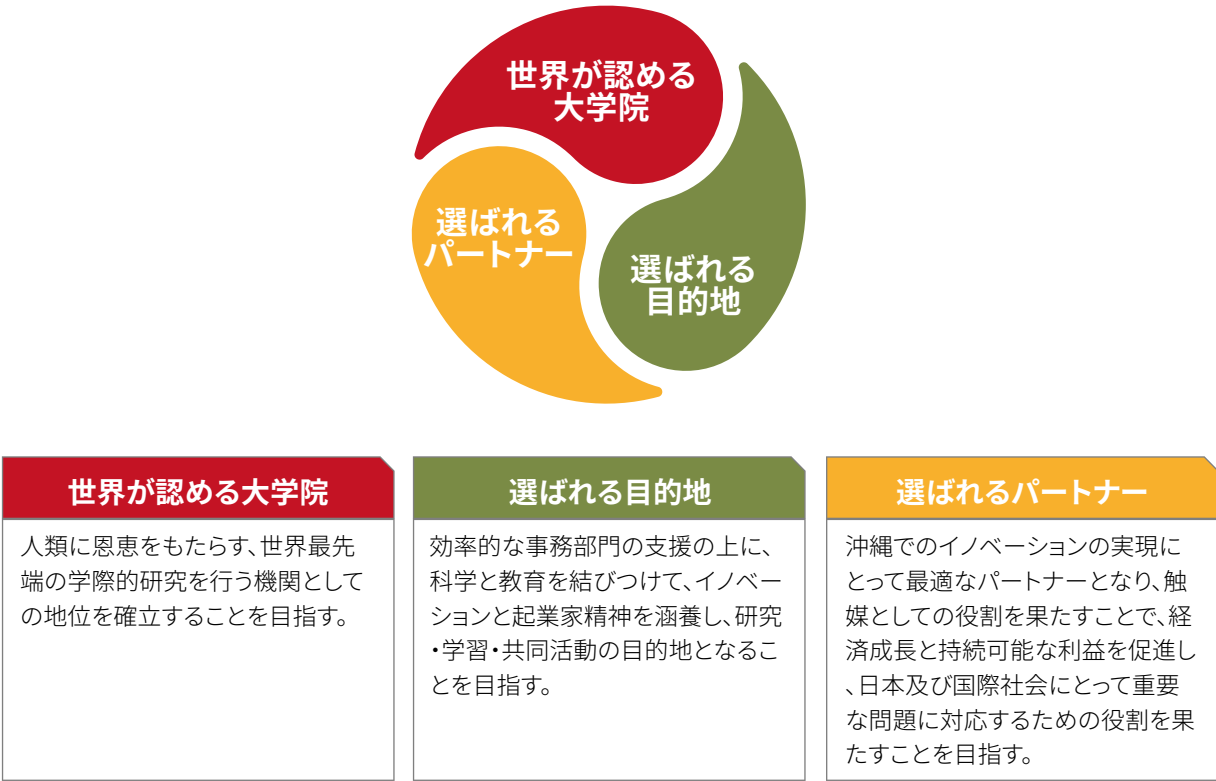 世界が認める
大学院
選ばれる
パートナー
選ばれる
目的地
世界が認める大学院
人類に恩恵をもたらす、世界最先
端の学際的研究を行う機関として
の地位を確立することを目指す。
選ばれる目的地
効率的な事務部門の支援の上に、
科学と教育を結びつけて、イノベー
ションと起業家精神を涵養し、研究
・学習・共同活動の目的地となるこ
とを目指す。
選ばれるパートナー
沖縄でのイノベーションの実現に
とって最適なパートナーとなり、触
媒としての役割を果たすことで、経
済成長と持続可能な利益を促進し
、日本及び国際社会にとって重要
な問題に対応するための役割を果
たすことを目指す。